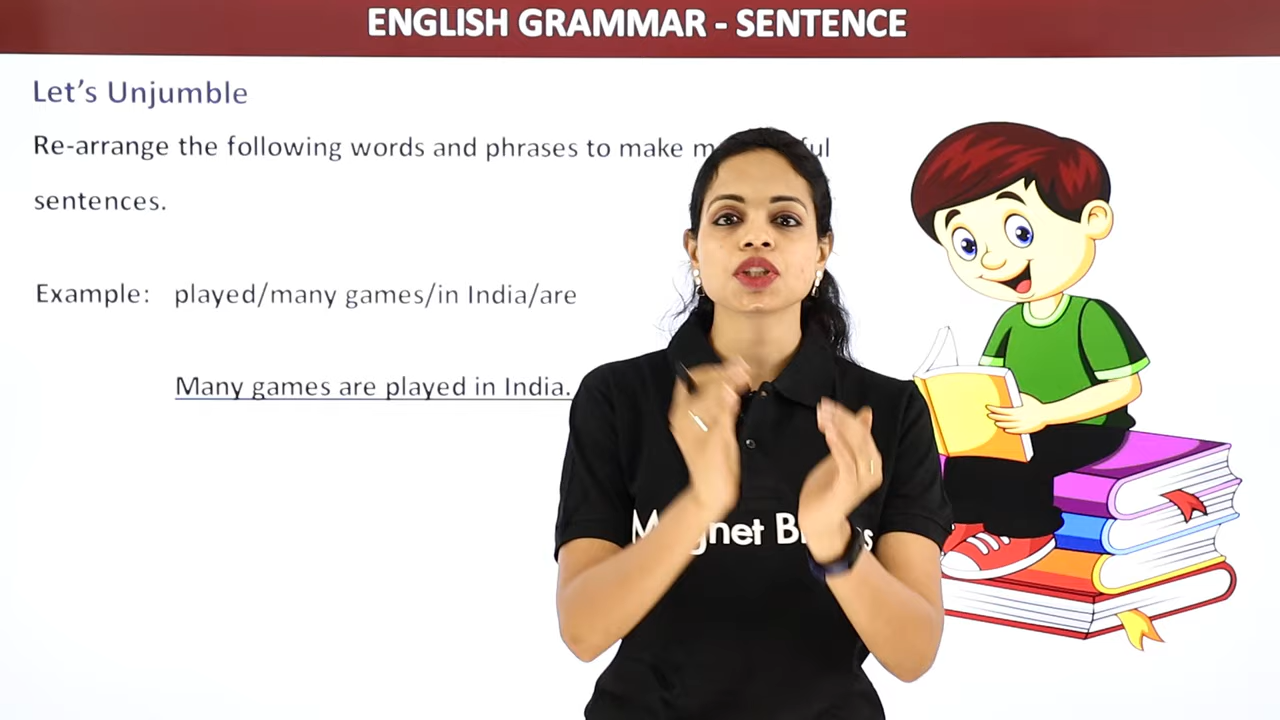 ENGLISH GRAMMAR - SENTENCE
Let's Unjumble
Re-arrange the following words and phrases to make
sentences.
Example: played/many games/in India/are
Many games are played in India.